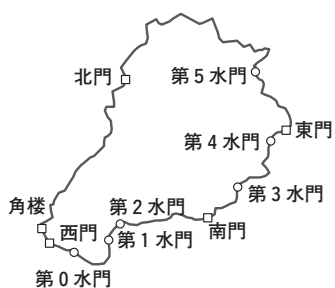 北門
第５水門
東門
第４水門
角楼
第２水門
第３水門
西門
南門
第１水門
第０水門